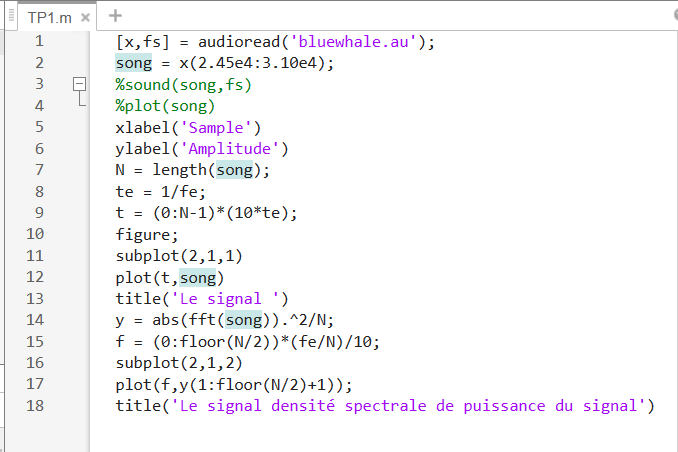 TP1.m × +
1 [x,fs] = audioread('bluewhale.au');
2 song = x(2.45e4:3.10e4);
3 %sound(song,fs)
4 %plot(song)
5 xlabel('Sample')
6 ylabel('Amplitude')
7 N = length(song);
8 te = 1/fe;
9 t = (0:N-1)*(10*te);
10 figure;
11 subplot(2,1,1)
12 plot(t,song)
13 title('Le signal ')
14 y = abs(fft(song)).^2/N;
15 f = (0:floor(N/2))*(fe/N)/10;
16 subplot(2,1,2)
17 plot(f,y(1:floor(N/2)+1));
18 title('Le signal densité spectrale de puissance du signal')